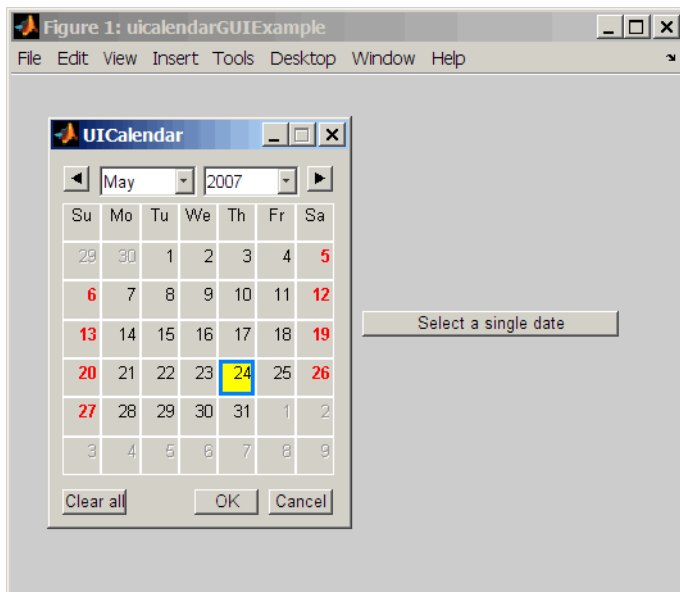 Figure 1: uicalendarGUIExample
File Edit View Insert Tools Desktop Window Help
UICalendar
May 2007
Su Mo Tu We Th Fr Sa
29 30 1 2 3 4 5
6 7 8 9 10 11 12
13 14 15 16 17 18 19
Select a single date
20 21 22 23 24 25 26
27 28 29 30 31 1 2
3 4 5 6 7 8 9
Clear all OK Cancel